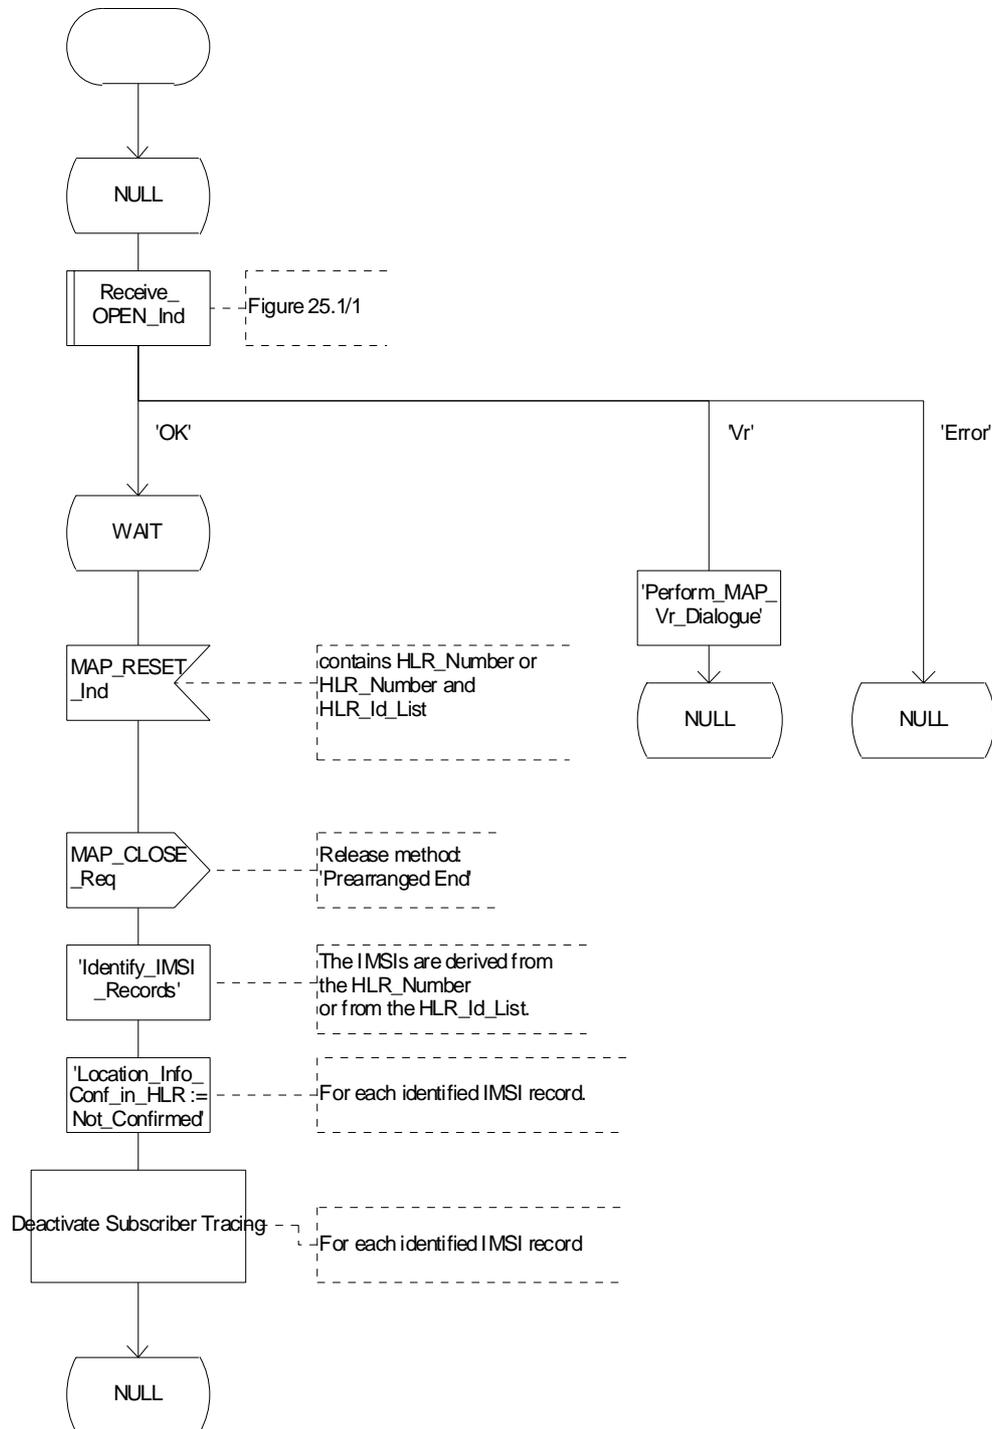 NULL
Receive_
OPEN_Ind
Figure 25.1/1
'OK'
'Vr'
'Error'
WAIT
'Perform_MAP_
Vr_Dialogue'
MAP_RESET
_Ind
contains HLR_Number or
HLR_Number and
HLR_Id_List
NULL
NULL
MAP_CLOSE
_Req
Release method:
'Prearranged End'
'Identify_IMSI
_Records'
The IMSIs are derived from
the HLR_Number
or from the HLR_Id_List.
'Location_Info_
Conf_in_HLR :=
Not_Confirmed'
For each identified IMSI record.
Deactivate Subscriber Tracing
For each identified IMSI record
NULL